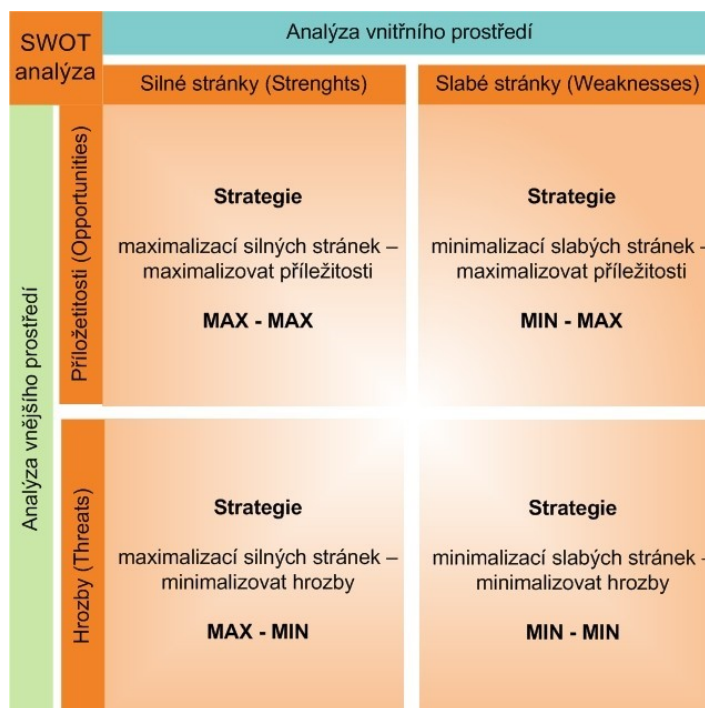 SWOT
analýza
Analýza vnitřního prostředí
Silné stránky (Strenghts)
Slabé stránky (Weaknesses)
Analýza vnějšího prostředí
Příložetitosti (Opportunities)
Strategie
maximalizací silných stránek –
maximalizovat příležitosti
MAX - MAX
Strategie
minimalizací slabých stránek –
maximalizovat příležitosti
MIN - MAX
Hrozby (Threats)
Strategie
maximalizací silných stránek –
minimalizovat hrozby
MAX - MIN
Strategie
minimalizací slabých stránek –
minimalizovat hrozby
MIN - MIN